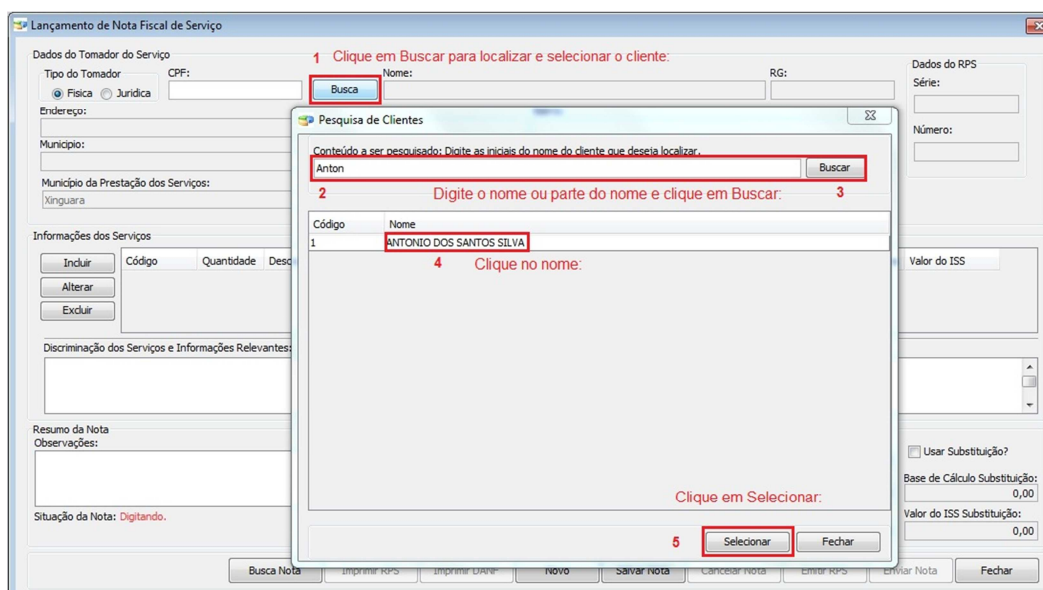 Lançamento de Nota Fiscal de Serviço
Dados do Tomador do Serviço
1 Clique em Buscar para localizar e selecionar o cliente:
Dados do RPS
Tipo do Tomador CPF: Nome: RG:
Fisica Juridica Busca
Série:
Endereço:
Número:
Municipio:
Município da Prestação dos Serviços:
Xinguara
Pesquisa de Clientes
Conteúdo a ser pesquisado: Digite as iniciais do nome do cliente que deseja localizar.
Anton Buscar
2 Digite o nome ou parte do nome e clique em Buscar: 3
Código Nome
1 ANTONIO DOS SANTOS SILVA
4 Clique no nome:
Clique em Selecionar:
5 Selecionar Fechar
Informações dos Serviços
Incluir Código Quantidade Desc Valor do ISS
Alterar
Excluir
Discriminação dos Serviços e Informações Relevantes:
Resumo da Nota
Observações:
Usar Substituição?
Base de Cálculo Substituição:
0,00
Situação da Nota: Digitando.
Valor do ISS Substituição:
0,00
Busca Nota Imprimir RPS Imprimir DANF Novo Salvar Nota Cancelar Nota Emitir RPS Enviar Nota Fechar